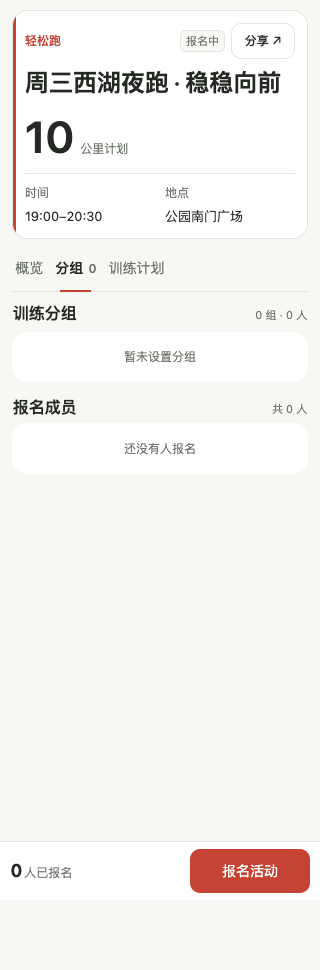 轻松跑
报名中
分享 ↗
周三西湖夜跑 · 稳稳向前
10 公里计划
时间
地点
19:00–20:30
公园南门广场
概览 分组 0 训练计划
训练分组
0 组 · 0 人
暂未设置分组
报名成员
共 0 人
还没有人报名
0 人已报名
报名活动